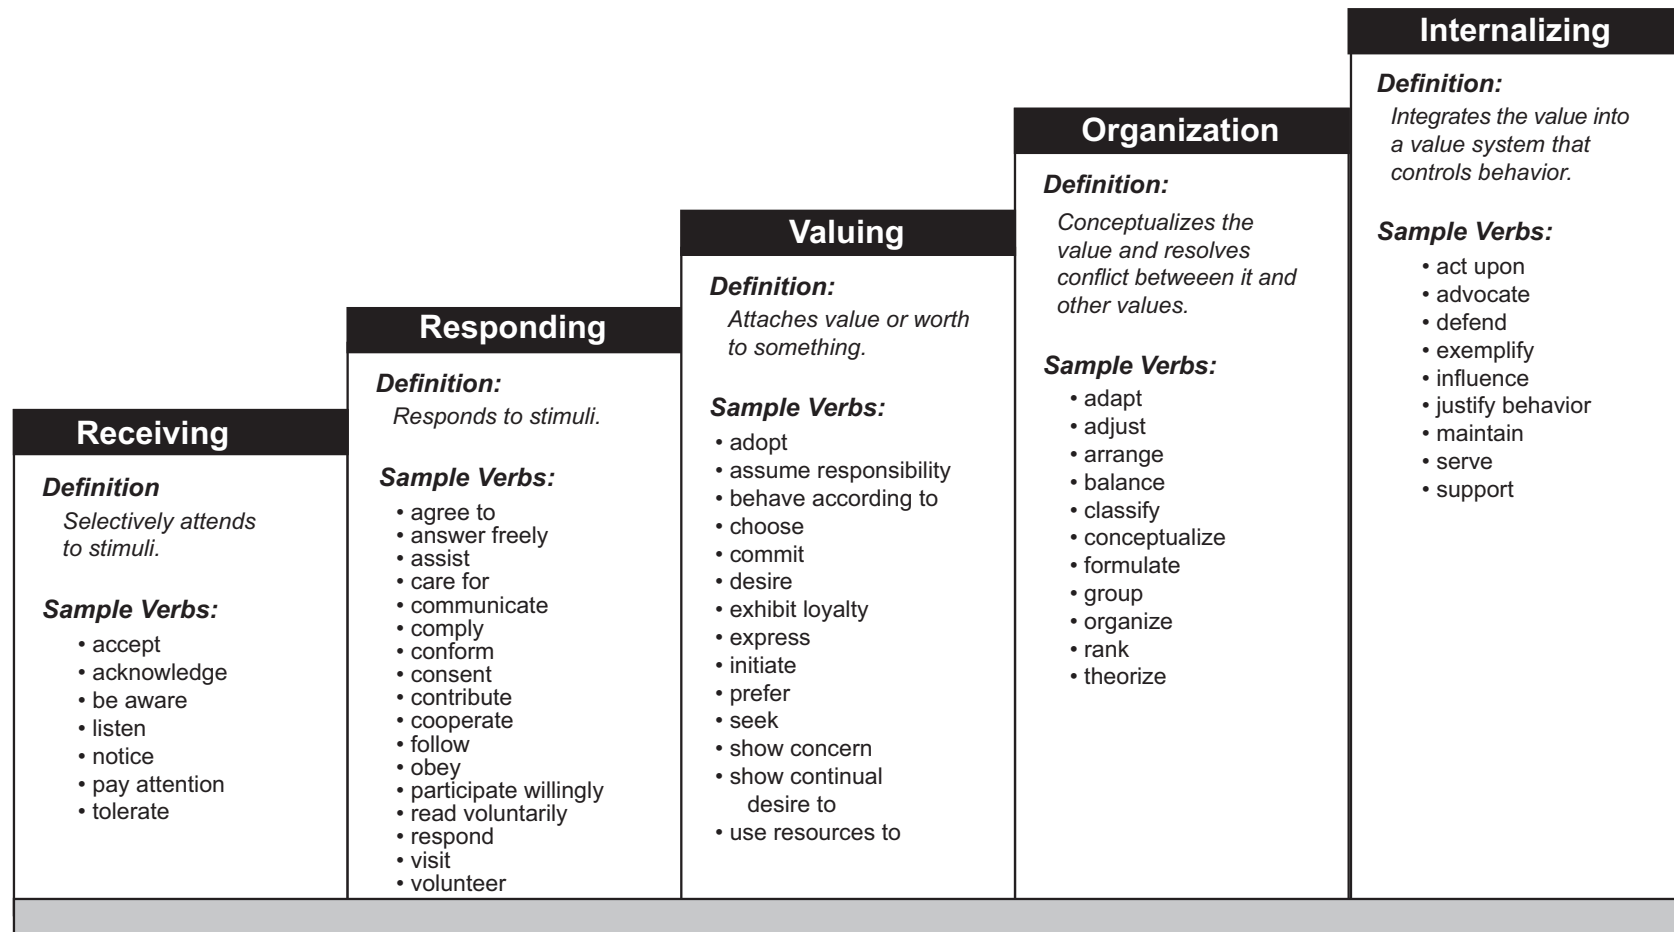 Receiving
Definition
Selectively attends
to stimuli.
Sample Verbs:
• accept
• acknowledge
• be aware
• listen
• notice
• pay attention
• tolerate
Responding
Definition:
Responds to stimuli.
Sample Verbs:
• agree to
• answer freely
• assist
• care for
• communicate
• comply
• conform
• consent
• contribute
• cooperate
• follow
• obey
• participate willingly
• read voluntarily
• respond
• visit
• volunteer
Valuing
Definition:
Attaches value or worth
to something.
Sample Verbs:
• adopt
• assume responsibility
• behave according to
• choose
• commit
• desire
• exhibit loyalty
• express
• initiate
• prefer
• seek
• show concern
• show continual
desire to
• use resources to
Organization
Definition:
Conceptualizes the
value and resolves
conflict betweeen it and
other values.
Sample Verbs:
• adapt
• adjust
• arrange
• balance
• classify
• conceptualize
• formulate
• group
• organize
• rank
• theorize
Internalizing
Definition:
Integrates the value into
a value system that
controls behavior.
Sample Verbs:
• act upon
• advocate
• defend
• exemplify
• influence
• justify behavior
• maintain
• serve
• support